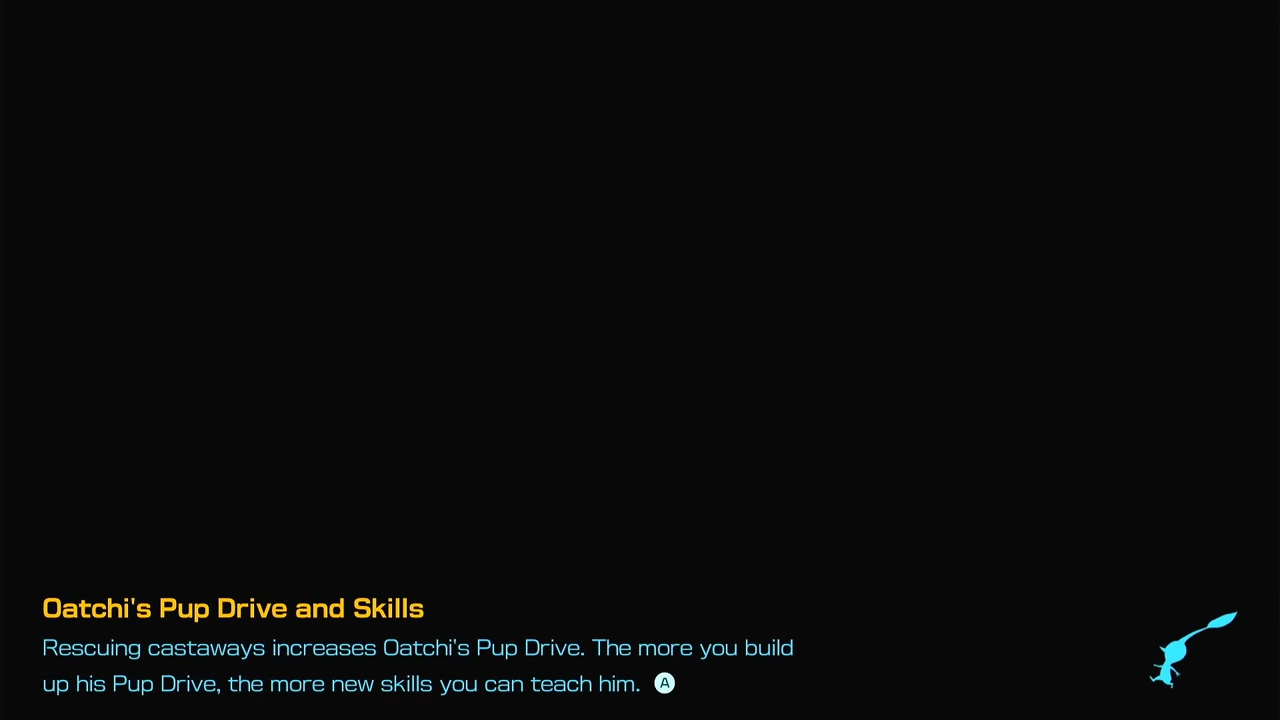 Oatchi's Pup Drive and Skills
Rescuing castaways increases Oatchi's Pup Drive. The more you build
up his Pup Drive, the more new skills you can teach him. A